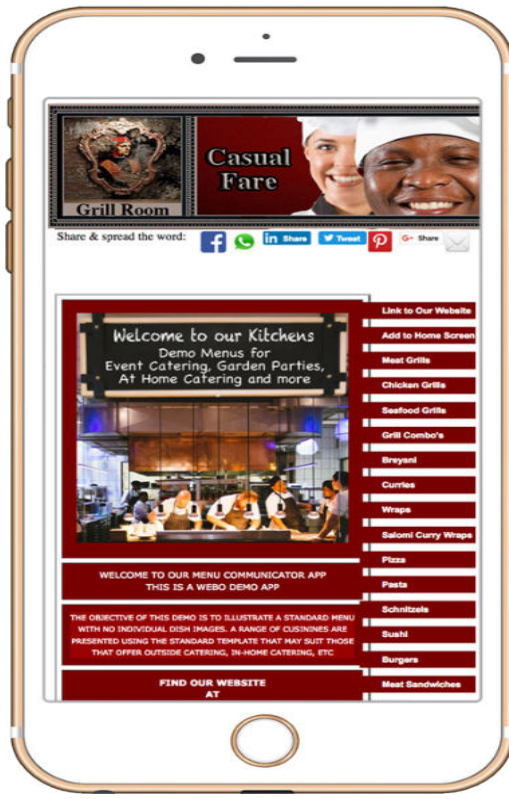 Grill Room
Casual
Fare
Share & spread the word:
in Share
Tweet
G+ Share
Welcome to our Kitchens
Demo Menus for
Event Catering, Garden Parties,
At Home Catering and more
WELCOME TO OUR MENU COMMUNICATOR APP
THIS IS A WEBO DEMO APP
THE OBJECTIVE OF THIS DEMO IS TO ILLUSTRATE A STANDARD MENU
WITH NO INDIVIDUAL DISH IMAGES. A RANGE OF CUSININES ARE
PRESENTED USING THE STANDARD TEMPLATE THAT MAY SUIT THOSE
THAT OFFER OUTSIDE CATERING, IN-HOME CATERING, ETC
FIND OUR WEBSITE
AT
Link to Our Website
Add to Home Screen
Meat Grills
Chicken Grills
Seafood Grills
Grill Combo's
Breyani
Curries
Wraps
Salomi Curry Wraps
Pizza
Pasta
Schnitzels
Sushi
Burgers
Meat Sandwiches